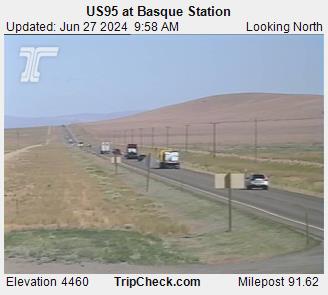 US95 at Basque Station
Updated: Jun 27 2024 9:58 AM Looking North
Elevation 4460 TripCheck.com Milepost 91.62